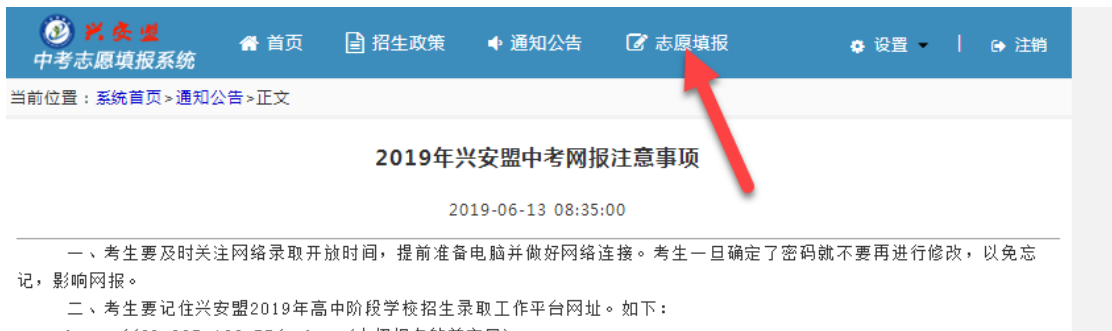 兴安盟
中考志愿填报系统
首页 招生政策 通知公告 志愿填报 设置 | 注销
当前位置：系统首页>通知公告>正文
2019年兴安盟中考网报注意事项
2019-06-13 08:35:00
一、考生要及时关注网络录取开放时间，提前准备电脑并做好网络连接。考生一旦确定了密码就不要再进行修改，以免忘
记，影响网报。
二、考生要记住兴安盟2019年高中阶段学校招生录取工作平台网址。如下：